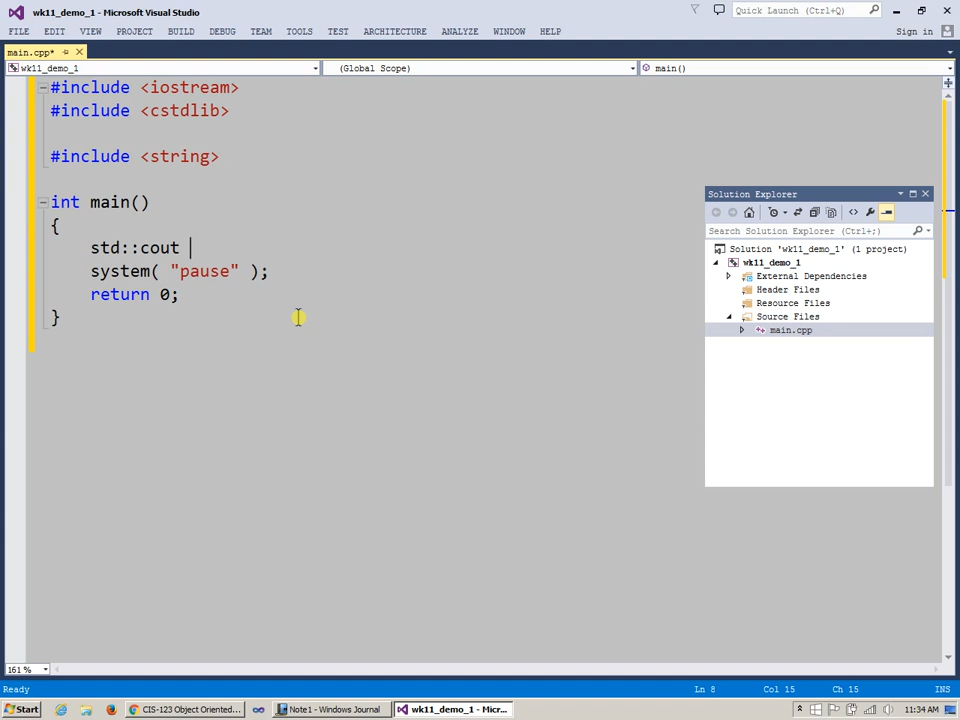 wk11_demo_1 - Microsoft Visual Studio
Quick Launch (Ctrl+Q)
FILE EDIT VIEW PROJECT BUILD DEBUG TEAM TOOLS TEST ARCHITECTURE ANALYZE WINDOW HELP
Sign in
main.cpp*
wk11_demo_1 (Global Scope) main()
#include <iostream>
#include <cstdlib>
#include <string>
int main()
{
std::cout
system( "pause" );
return 0;
}
Solution Explorer
Search Solution Explorer (Ctrl+;)
Solution 'wk11_demo_1' (1 project)
wk11_demo_1
External Dependencies
Header Files
Resource Files
Source Files
main.cpp
161 %
Ready Ln 8 Col 15 Ch 15 INS
Start CIS-123 Object Oriented... Note1 - Windows Journal wk11_demo_1 - Micr... 11:34 AM